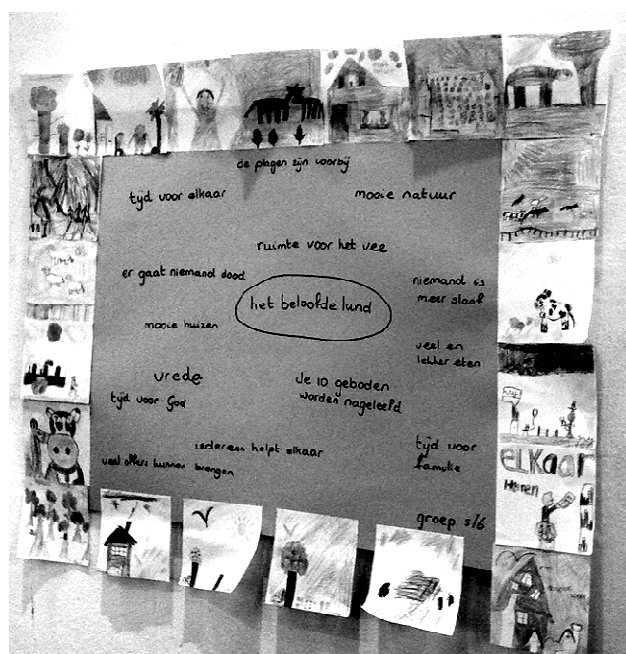 de plagen zijn voorbij
tijd voor elkaar
mooie natuur
ruimte voor het vee
er gaat niemand dood
niemand is
meer slaaf
het beloofde land
mooie huizen
veel en
lekker eten
vrede
de 10 geboden
worden nageleefd
tijd voor God
iedereen helpt elkaar
tijd voor
familie
veel offers kunnen brengen
groep 5/6
ELKaar